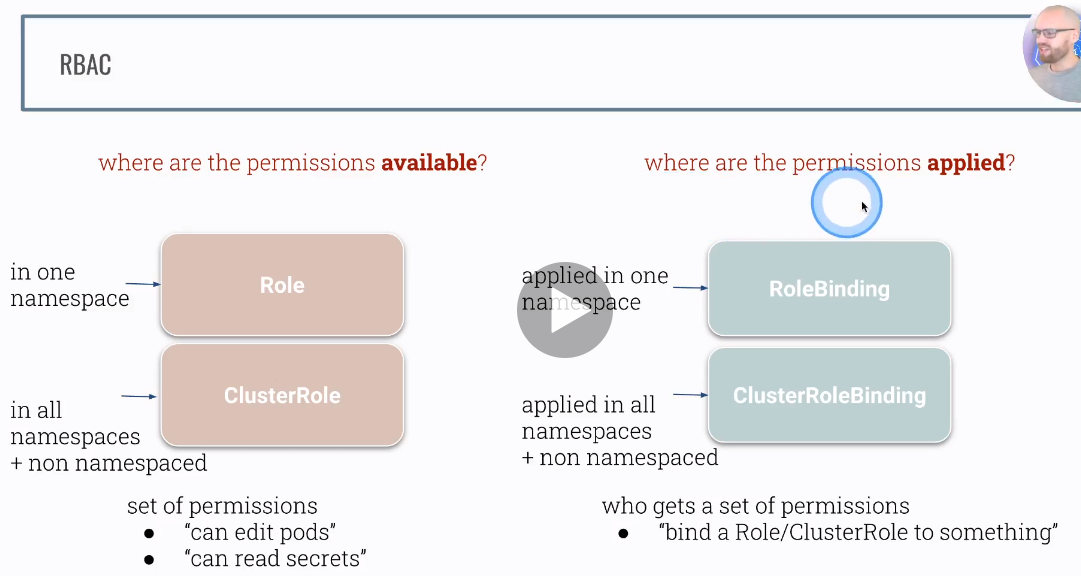 RBAC
where are the permissions available?
in one
namespace
Role
ClusterRole
in all
namespaces
+ non namespaced
set of permissions
● “can edit pods”
● “can read secrets”
where are the permissions applied?
applied in one
namespace
RoleBinding
ClusterRoleBinding
applied in all
namespaces
+ non namespaced
who gets a set of permissions
● “bind a Role/ClusterRole to something”